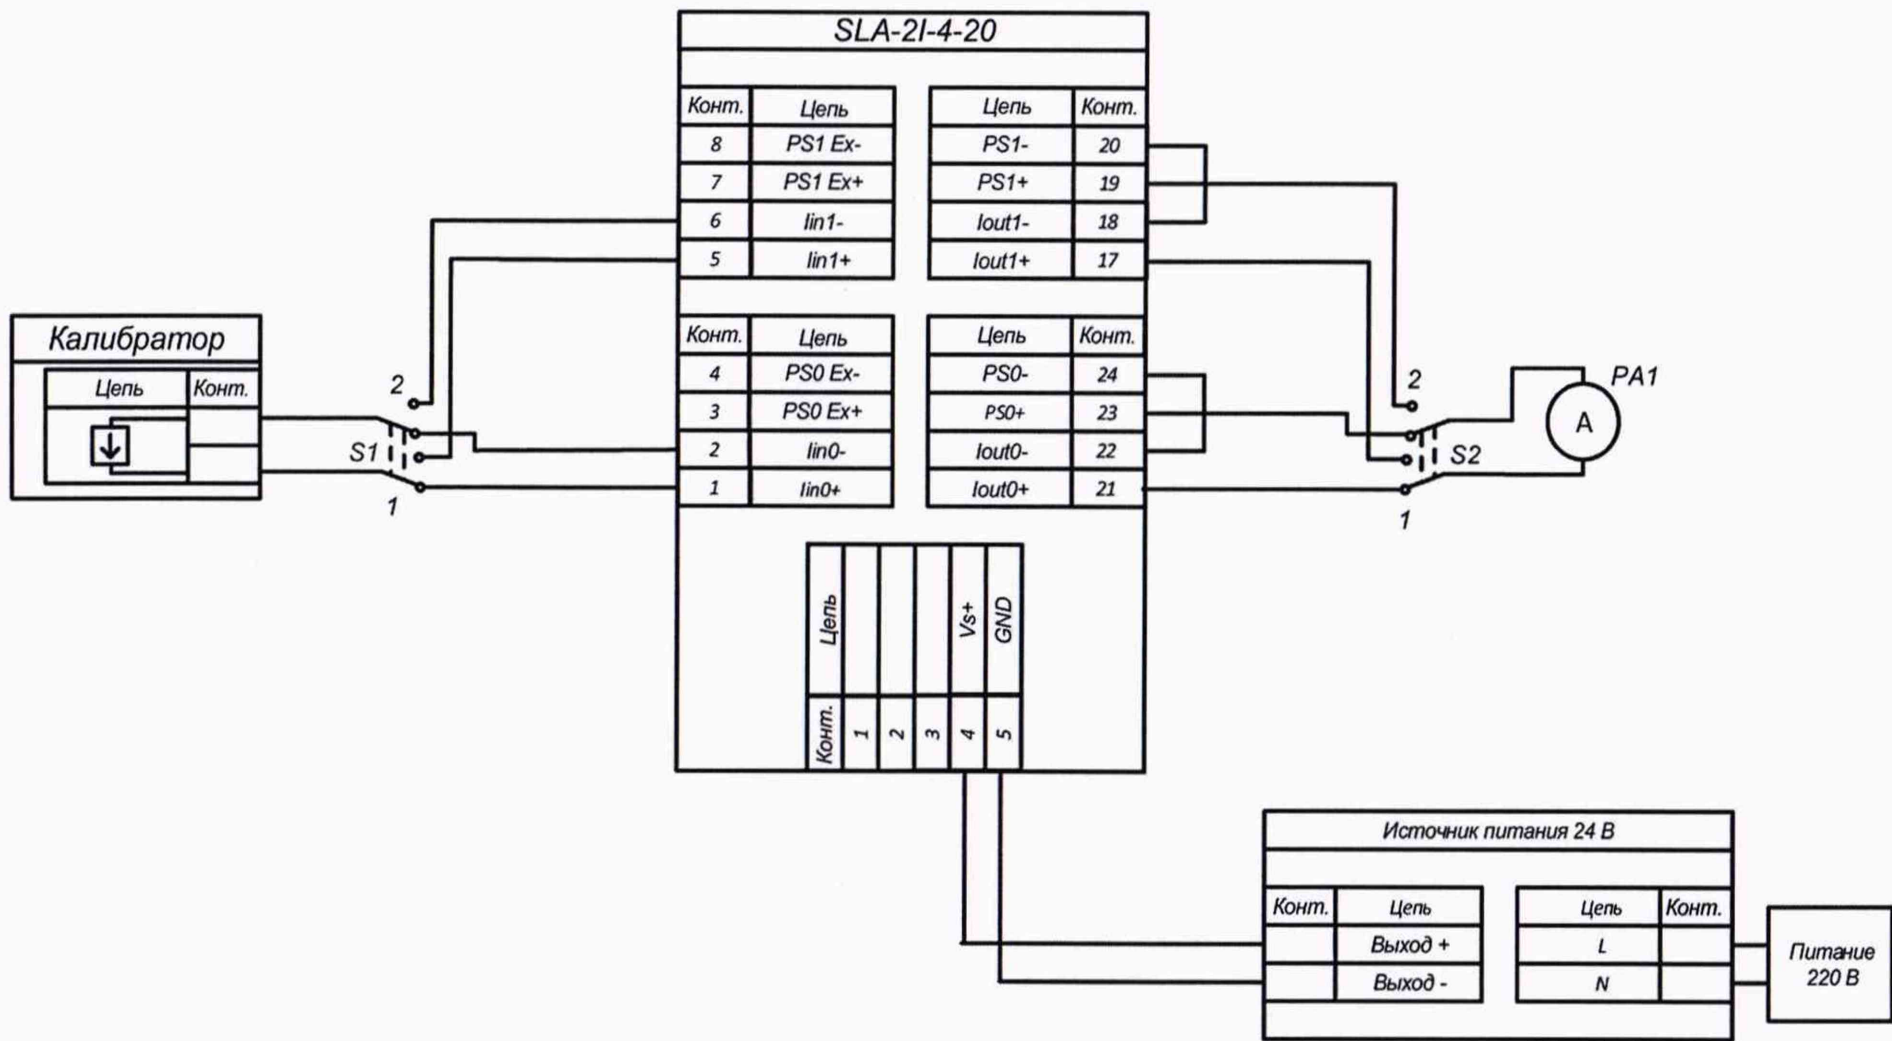 SLA-2I-4-20
Конт. Цепь
8 PS1 Ex-
7 PS1 Ex+
6 Iin1-
5 Iin1+
Цепь Конт.
PS1- 20
PS1+ 19
Iout1- 18
Iout1+ 17
Конт. Цепь
4 PS0 Ex-
3 PS0 Ex+
2 Iin0-
1 Iin0+
Цепь Конт.
PS0- 24
PS0+ 23
Iout0- 22
Iout0+ 21
Калибратор
Цепь Конт.
2
S1
1
2
S2
1
PA1
A
Цепь Vs+ GND
Конт. 1 2 3 4 5
Источник питания 24 В
Конт. Цепь
Выход +
Выход -
Цепь Конт.
L
N
Питание
220 В